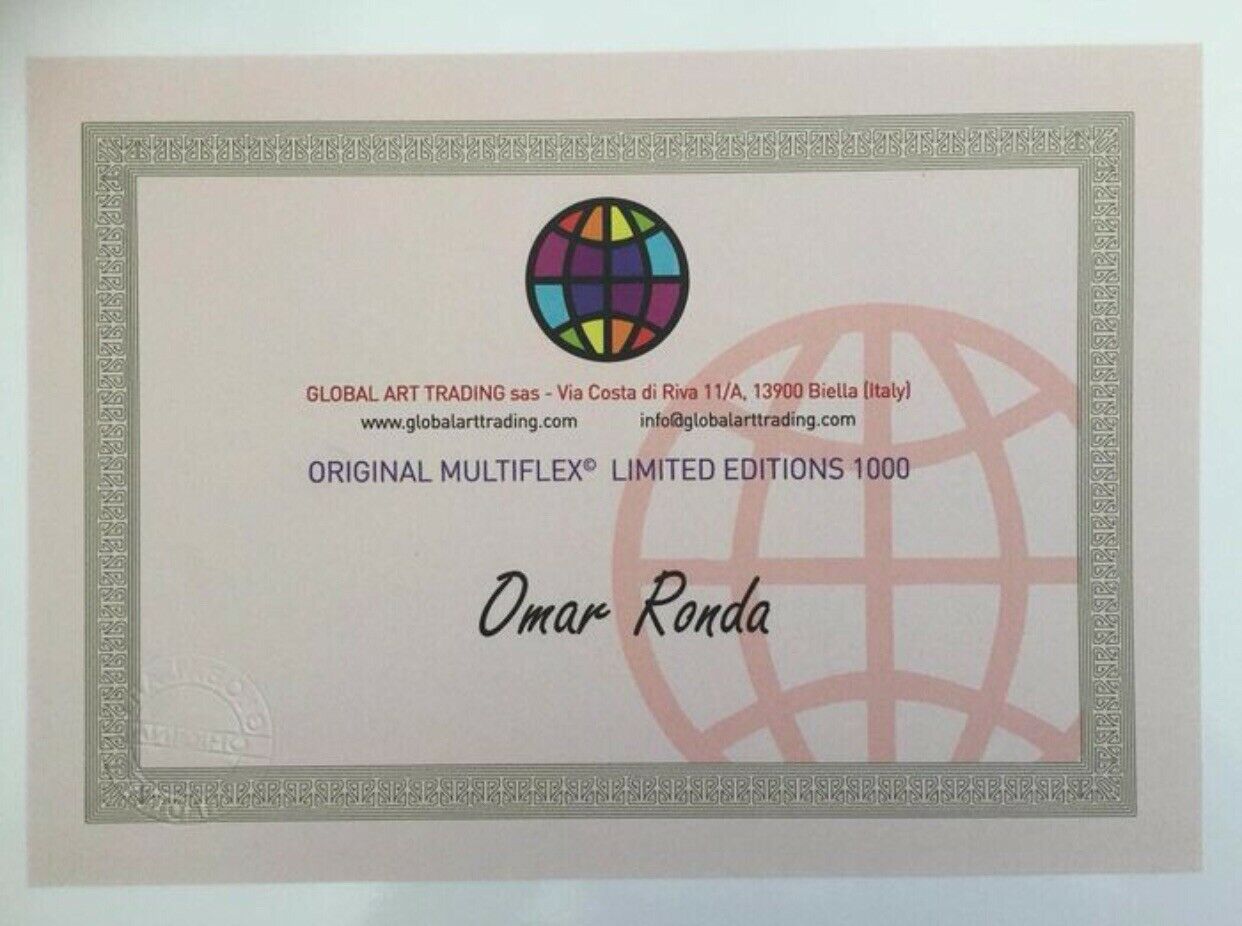 GLOBAL ART TRADING sas - Via Costa di Riva 11/A, 13900 Biella (Italy)
www.globalarttrading.com info@globalarttrading.com
ORIGINAL MULTIFLEX© LIMITED EDITIONS 1000
Omar Ronda